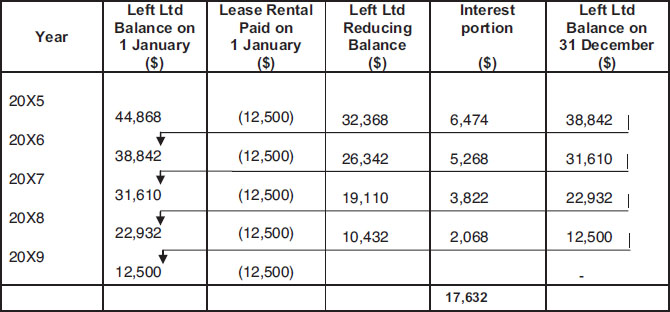 Year Left Ltd Balance on 1 January ($) Lease Rental Paid on 1 January ($) Left Ltd Reducing Balance ($) Interest portion ($) Left Ltd Balance on 31 December ($)
20X5
44,868 (12,500) 32,368 6,474 38,842
20X6
38,842 (12,500) 26,342 5,268 31,610
20X7
31,610 (12,500) 19,110 3,822 22,932
20X8
22,932 (12,500) 10,432 2,068 12,500
20X9
12,500 (12,500) -
17,632